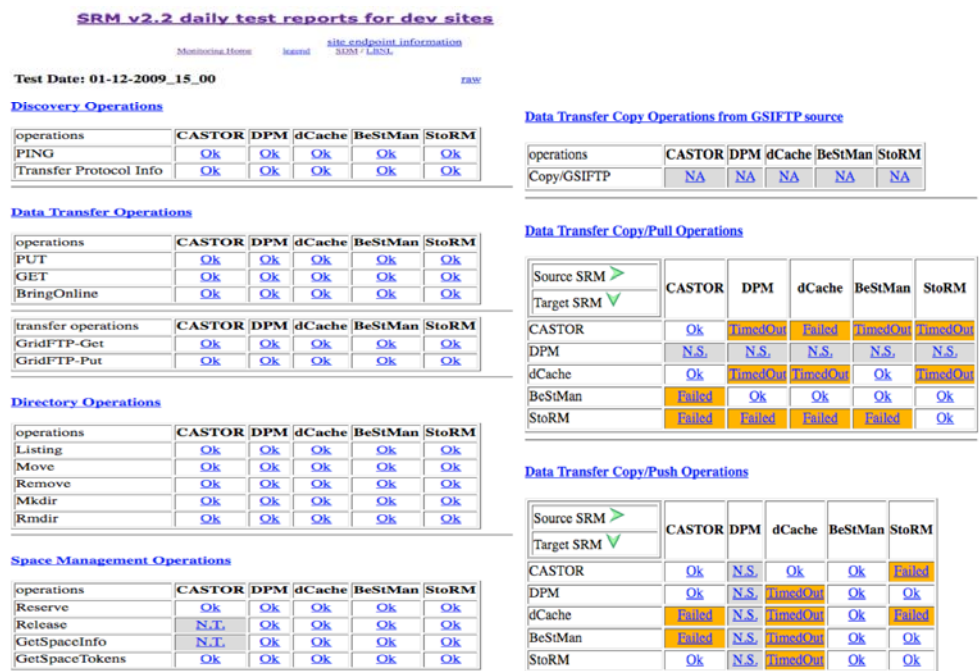 SRM v2.2 daily test reports for dev sites
site endpoint information
Monitoring Home legend SDM / LBNL
Test Date: 01-12-2009_15_00 raw
Discovery Operations
operations CASTOR DPM dCache BeStMan StoRM
PING Ok Ok Ok Ok Ok
Transfer Protocol Info Ok Ok Ok Ok Ok
Data Transfer Operations
operations CASTOR DPM dCache BeStMan StoRM
PUT Ok Ok Ok Ok Ok
GET Ok Ok Ok Ok Ok
BringOnline Ok Ok Ok Ok Ok
transfer operations CASTOR DPM dCache BeStMan StoRM
GridFTP-Get Ok Ok Ok Ok Ok
GridFTP-Put Ok Ok Ok Ok Ok
Directory Operations
operations CASTOR DPM dCache BeStMan StoRM
Listing Ok Ok Ok Ok Ok
Move Ok Ok Ok Ok Ok
Remove Ok Ok Ok Ok Ok
Mkdir Ok Ok Ok Ok Ok
Rmdir Ok Ok Ok Ok Ok
Space Management Operations
operations CASTOR DPM dCache BeStMan StoRM
Reserve Ok Ok Ok Ok Ok
Release N.T. Ok Ok Ok Ok
GetSpaceInfo N.T. Ok Ok Ok Ok
GetSpaceTokens Ok Ok Ok Ok Ok
Data Transfer Copy Operations from GSIFTP source
operations CASTOR DPM dCache BeStMan StoRM
Copy/GSIFTP NA NA NA NA NA
Data Transfer Copy/Pull Operations
Source SRM
Target SRM
CASTOR DPM dCache BeStMan StoRM
CASTOR Ok TimedOut Failed TimedOut TimedOut
DPM N.S. N.S. N.S. N.S. N.S.
dCache Ok TimedOut TimedOut Ok TimedOut
BeStMan Failed Ok Ok Ok Ok
StoRM Failed Failed Failed Failed Ok
Data Transfer Copy/Push Operations
Source SRM
Target SRM
CASTOR DPM dCache BeStMan StoRM
CASTOR Ok N.S. Ok Ok Failed
DPM Ok N.S. TimedOut Ok Ok
dCache Failed N.S. TimedOut Ok Failed
BeStMan Failed N.S. TimedOut Ok Ok
StoRM Ok N.S. TimedOut Ok Ok